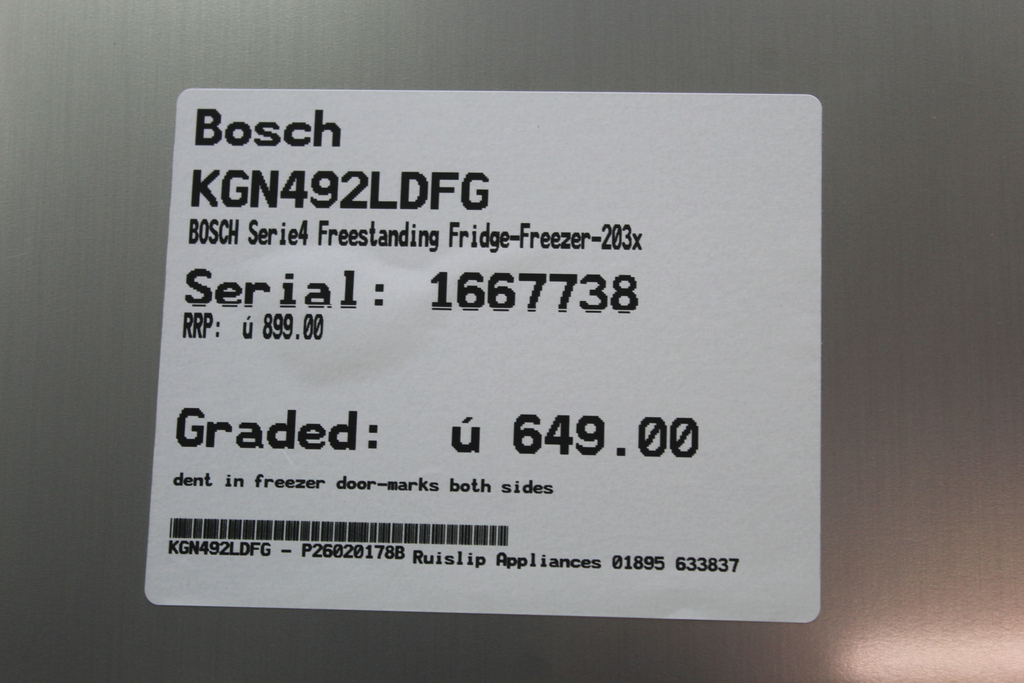 Bosch
KGN492LDFG
BOSCH Serie4 Freestanding Fridge-Freezer-203x
Serial: 1667738
RRP: ú 899.00
Graded: ú 649.00
dent in freezer door-marks both sides
KGN492LDFG - P26020178B Ruislip Appliances 01895 633837